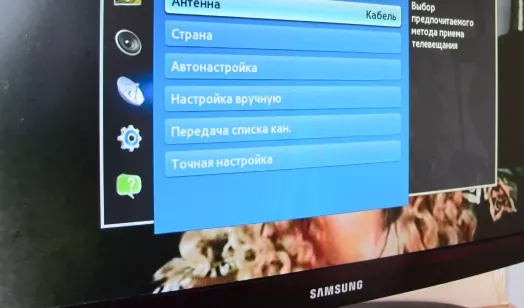 Антенна
Кабель
Страна
Автонастройка
Настройка вручную
Передача списка кан.
Точная настройка
Выбор
предпочитаемого
метода приема
телевещания
SAMSUNG